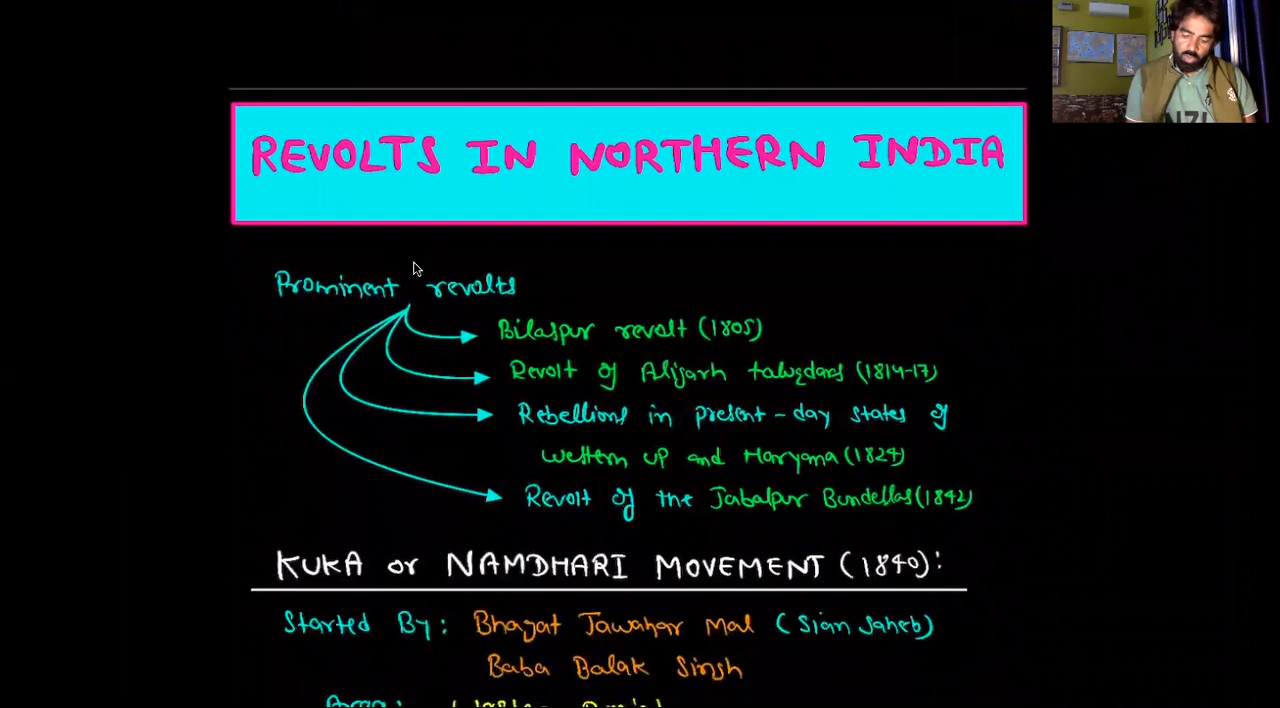 REVOLTS IN NORTHERN INDIA
Prominent revolts
Bilaspur revolt (1805)
Revolt of Aligarh taluqdars (1814-17)
Rebellions in present-day states of
western UP and Haryana (1824)
Revolt of the Jabalpur Bundellas (1842)
KUKA or NAMDHARI MOVEMENT (1840):
Started By: Bhagat Jawahar Mal (Sian Saheb)
Baba Balak Singh